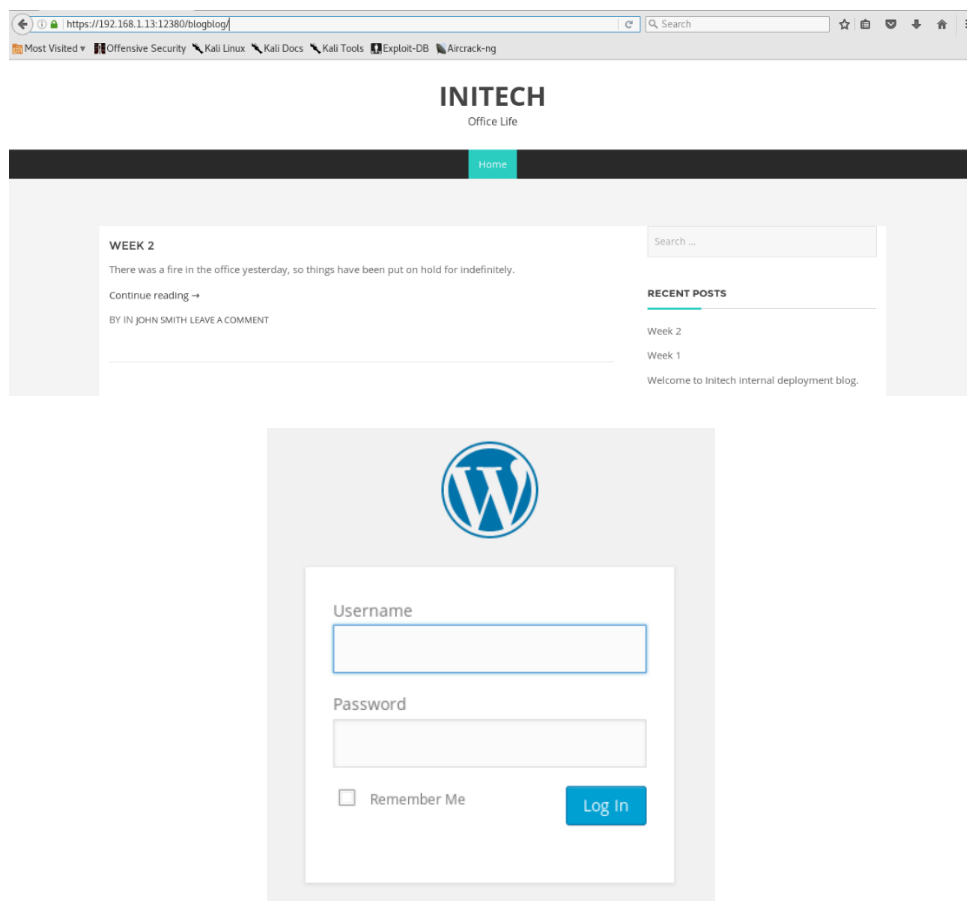 https://192.168.1.13:12380/blogblog/
Search
Most Visited Offensive Security Kali Linux Kali Docs Kali Tools Exploit-DB Aircrack-ng
INITECH
Office Life
Home
WEEK 2
There was a fire in the office yesterday, so things have been put on hold for indefinitely.
Continue reading →
BY IN JOHN SMITH LEAVE A COMMENT
Search ...
RECENT POSTS
Week 2
Week 1
Welcome to Initech internal deployment blog.
Username
Password
Remember Me
Log In